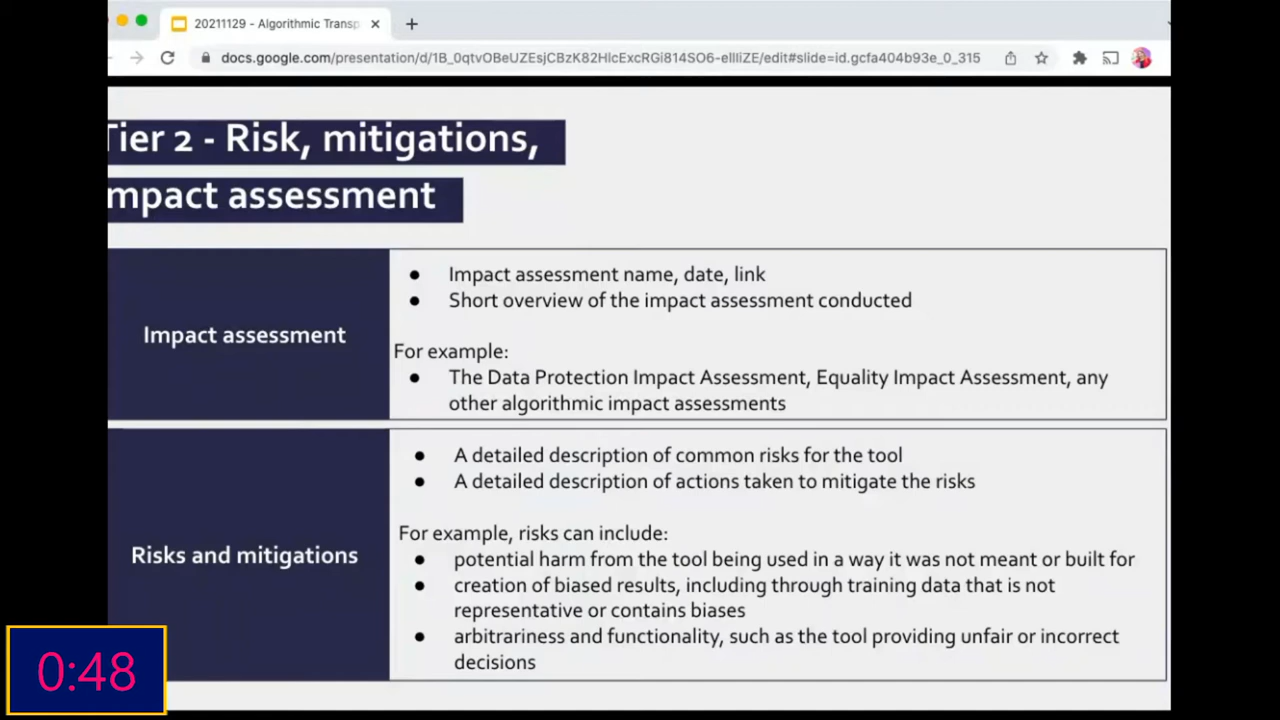 20211129 - Algorithmic Transp
docs.google.com/presentation/d/1B_0qtvOBeUZEsjCBzK82HlcExcRGi814SO6-ellliZE/edit#slide=id.gcfa404b93e_0_315
Tier 2 - Risk, mitigations,
mpact assessment
Impact assessment
● Impact assessment name, date, link
● Short overview of the impact assessment conducted
For example:
● The Data Protection Impact Assessment, Equality Impact Assessment, any
other algorithmic impact assessments
Risks and mitigations
● A detailed description of common risks for the tool
● A detailed description of actions taken to mitigate the risks
For example, risks can include:
● potential harm from the tool being used in a way it was not meant or built for
● creation of biased results, including through training data that is not
representative or contains biases
● arbitrariness and functionality, such as the tool providing unfair or incorrect
decisions
0:48